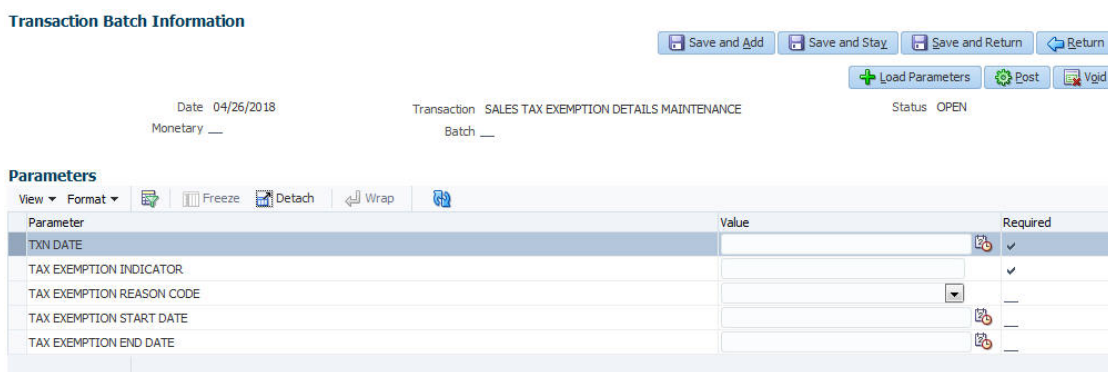 Transaction Batch Information
Save and Add Save and Stay Save and Return Return
Load Parameters Post Void
Date 04/26/2018 Transaction SALES TAX EXEMPTION DETAILS MAINTENANCE Status OPEN
Monetary __ Batch __
Parameters
View Format Freeze Detach Wrap
Parameter Value Required
TXN DATE
TAX EXEMPTION INDICATOR
TAX EXEMPTION REASON CODE __
TAX EXEMPTION START DATE __
TAX EXEMPTION END DATE __